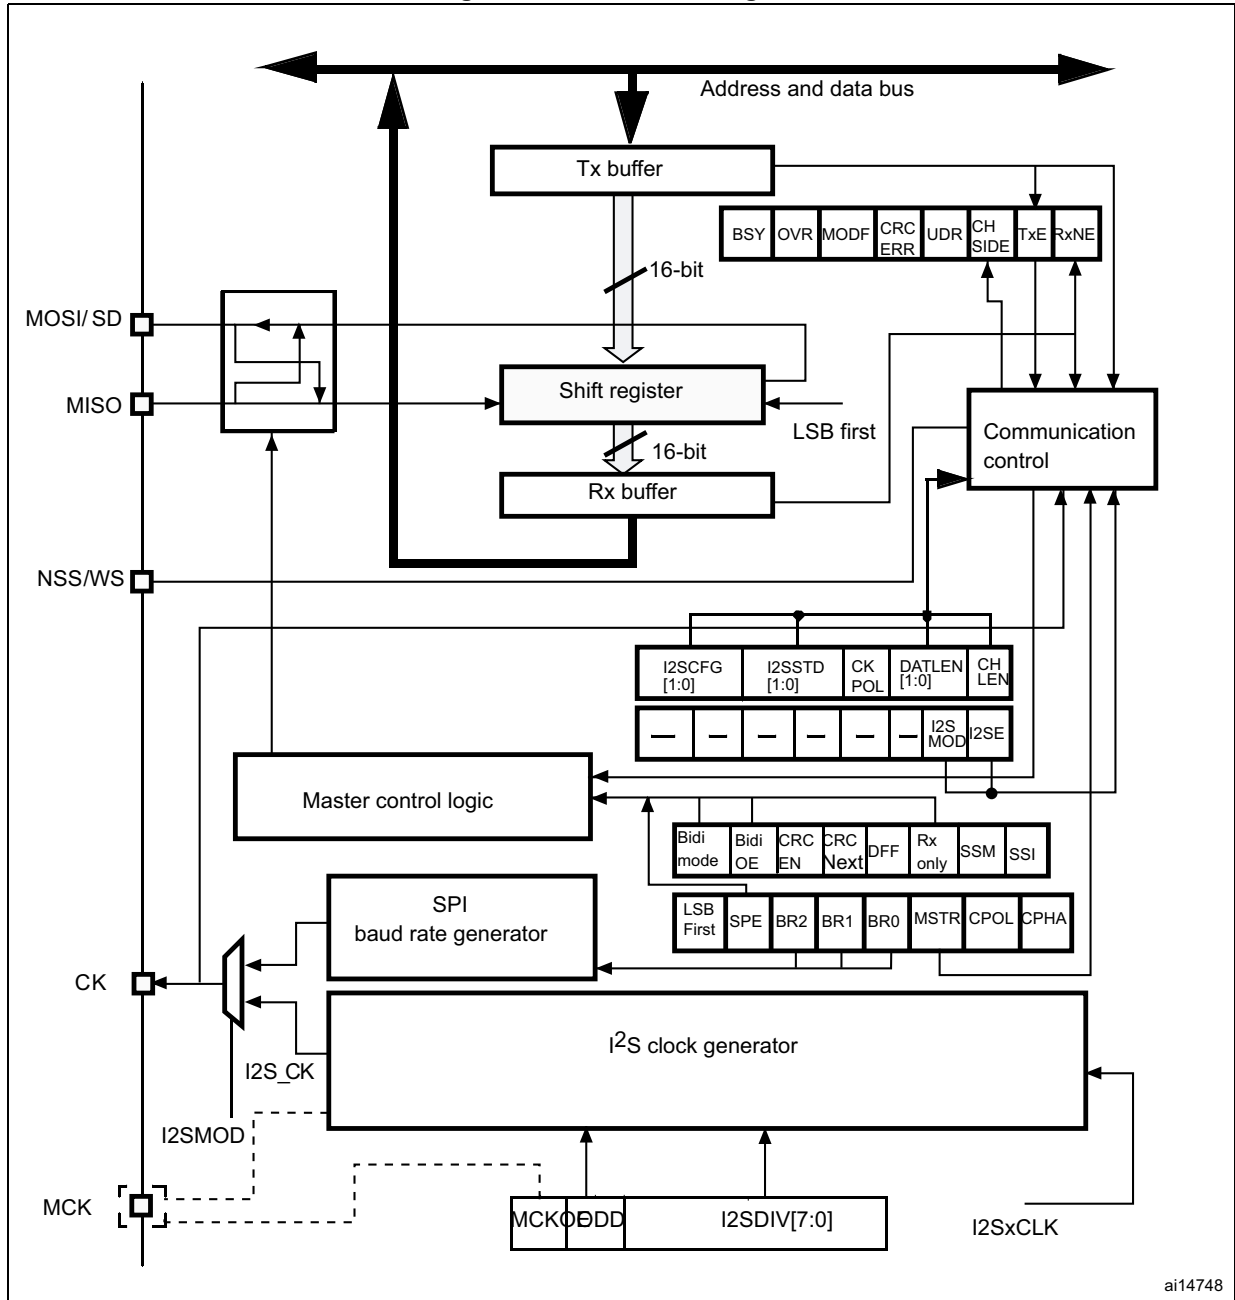 Address and data bus
Tx buffer
BSY OVR MODF CRC ERR UDR CH SIDE TxE RxNE
16-bit
MOSI/ SD
Shift register
MISO
LSB first
Communication
control
16-bit
Rx buffer
NSS/WS
I2SCFG [1:0] I2SSTD [1:0] CK POL DATLEN [1:0] CH LEN
I2S MOD I2SE
Master control logic
Bidi mode Bidi OE CRC EN CRC Next DFF Rx only SSM SSI
LSB First SPE BR2 BR1 BR0 MSTR CPOL CPHA
SPI
baud rate generator
CK
I2S clock generator
I2S_CK
I2SMOD
MCK
MCKOE ODD I2SDIV[7:0]
I2SxCLK
ai14748